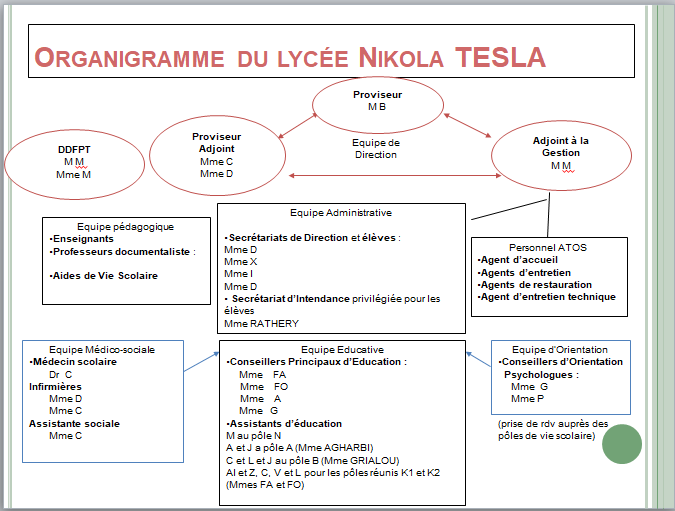 ORGANIGRAMME DU LYCÉE NIKOLA TESLA
Proviseur
M B
Equipe de
Direction
DDFPT
M M
Mme M
Proviseur
Adjoint
Mme C
Mme D
Adjoint à la
Gestion
M M
Equipe pédagogique
•Enseignants
•Professeurs documentaliste :
•Aides de Vie Scolaire
Equipe Administrative
•Secrétariats de Direction et élèves :
Mme D
Mme X
Mme I
Mme D
• Secrétariat d'Intendance privilégiée pour les
élèves
Mme RATHERY
Personnel ATOS
•Agent d'accueil
•Agents d'entretien
•Agents de restauration
•Agent d'entretien technique
Equipe Médico-sociale
•Médecin scolaire
Dr C
Infirmières
Mme D
Mme C
Assistante sociale
Mme C
Equipe Educative
•Conseillers Principaux d'Education :
Mme FA
Mme FO
Mme A
Mme G
•Assistants d'éducation
M au pôle N
A et J a pôle A (Mme AGHARBI)
C et L et J au pôle B (Mme GRIALOU)
Al et Z, C, V et L pour les pôles réunis K1 et K2
(Mmes FA et FO)
Equipe d'Orientation
•Conseillers d'Orientation
Psychologues :
Mme G
Mme P
(prise de rdv auprès des
pôles de vie scolaire)